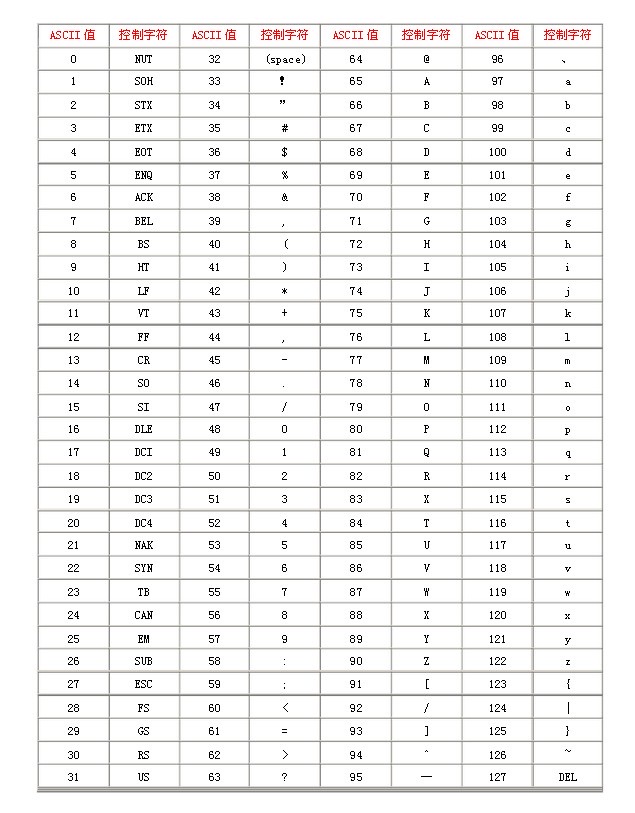 ASCII 值 控制字符 ASCII 值 控制字符 ASCII 值 控制字符 ASCII 值 控制字符
0 NUT 32 (space) 64 @ 96 、
1 SOH 33 ! 65 A 97 a
2 STX 34 ” 66 B 98 b
3 ETX 35 # 67 C 99 c
4 EOT 36 $ 68 D 100 d
5 ENQ 37 % 69 E 101 e
6 ACK 38 & 70 F 102 f
7 BEL 39 , 71 G 103 g
8 BS 40 ( 72 H 104 h
9 HT 41 ) 73 I 105 i
10 LF 42 * 74 J 106 j
11 VT 43 + 75 K 107 k
12 FF 44 , 76 L 108 l
13 CR 45 - 77 M 109 m
14 SO 46 . 78 N 110 n
15 SI 47 / 79 O 111 o
16 DLE 48 0 80 P 112 p
17 DCI 49 1 81 Q 113 q
18 DC2 50 2 82 R 114 r
19 DC3 51 3 83 X 115 s
20 DC4 52 4 84 T 116 t
21 NAK 53 5 85 U 117 u
22 SYN 54 6 86 V 118 v
23 TB 55 7 87 W 119 w
24 CAN 56 8 88 X 120 x
25 EM 57 9 89 Y 121 y
26 SUB 58 : 90 Z 122 z
27 ESC 59 ; 91 [ 123 {
28 FS 60 < 92 / 124 |
29 GS 61 = 93 ] 125 }
30 RS 62 > 94 ^ 126 ~
31 US 63 ? 95 — 127 DEL